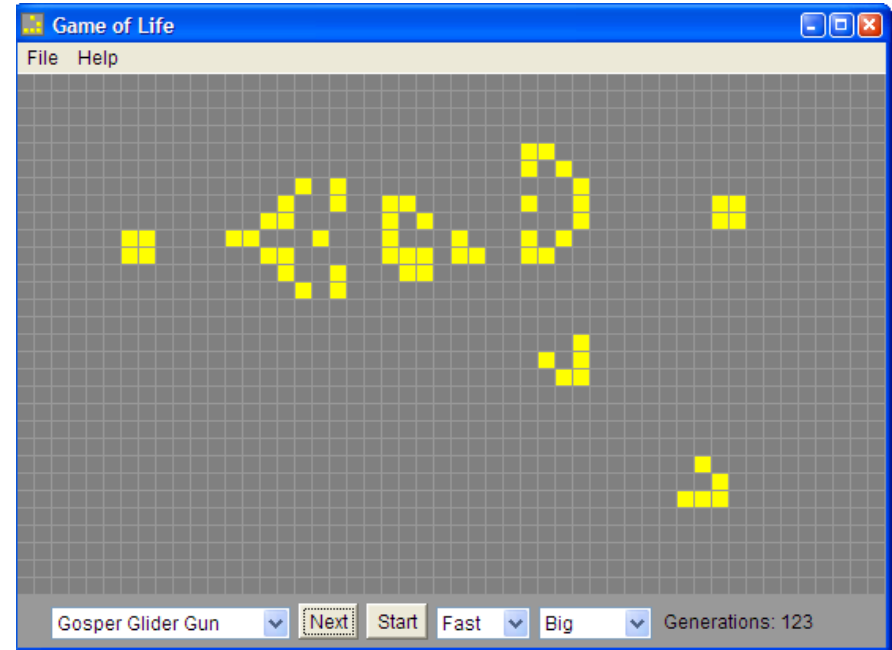 Game of Life
File Help
Gosper Glider Gun Next Start Fast Big Generations: 123